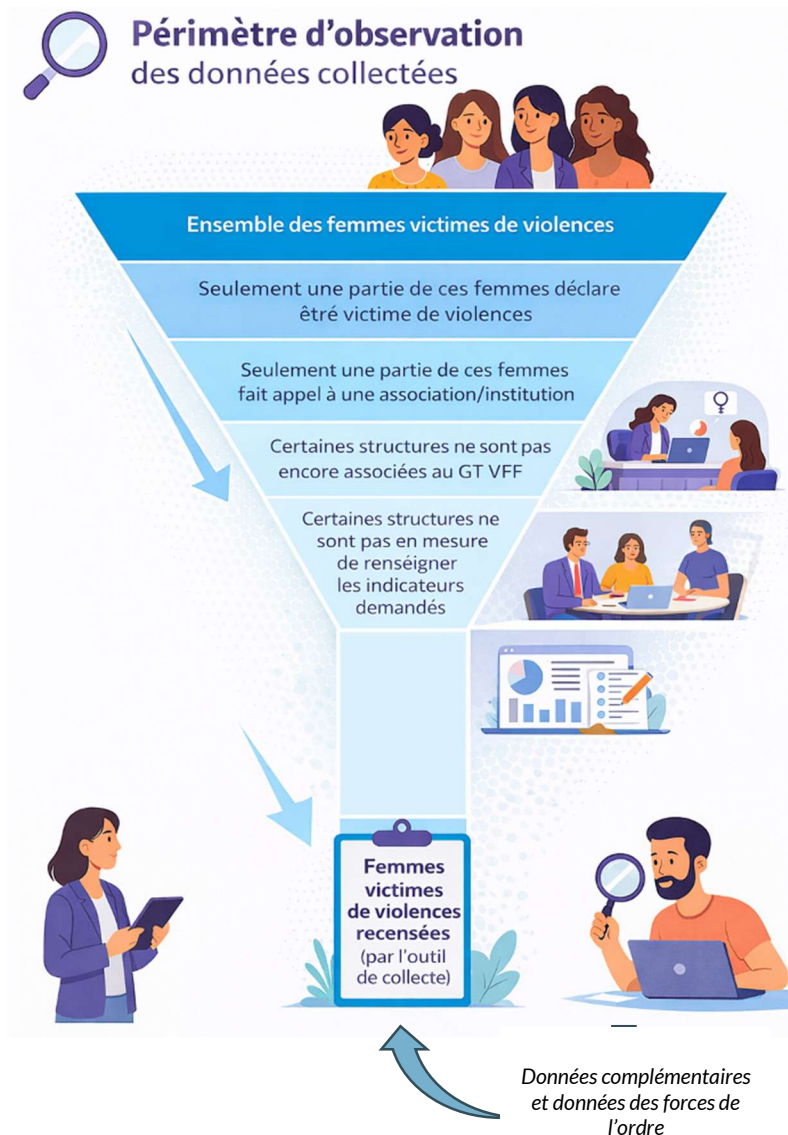 Périmètre d’observation
des données collectées
Ensemble des femmes victimes de violences
Seulement une partie de ces femmes déclare
êtré victime de violences
Seulement une partie de ces femmes
fait appel à une association/institution
Certaines structures ne sont pas
encore associées au GT VFF
Certaines structures ne
sont pas en mesure
de renséigner
les indicateurs
demandés
Femmes
victimes
de violences
recensées
(par l'outil
de collecte)
Données complémentaires
et données des forces de
l’ordre